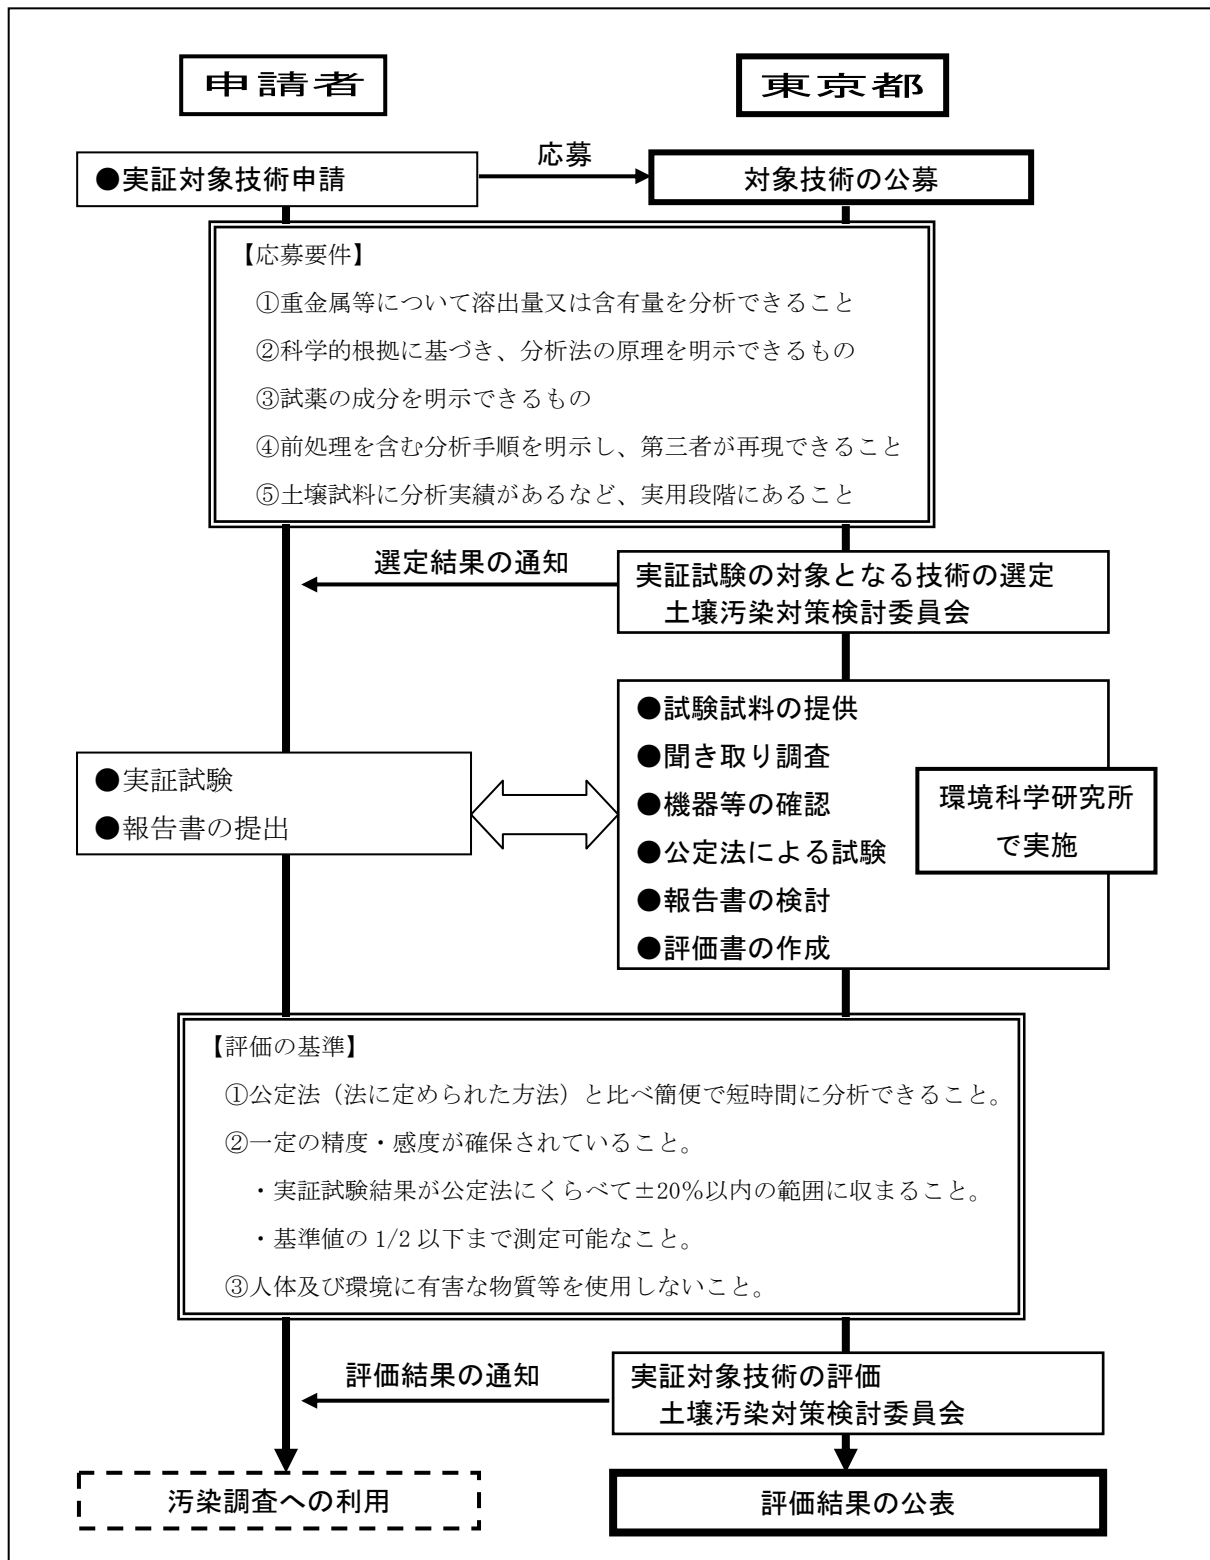 申請者
東京都
●実証対象技術申請
応募
対象技術の公募
【応募要件】
①重金属等について溶出量又は含有量を分析できること
②科学的根拠に基づき、分析法の原理を明示できるもの
③試薬の成分を明示できるもの
④前処理を含む分析手順を明示し、第三者が再現できること
⑤土壌試料に分析実績があるなど、実用段階にあること
選定結果の通知
実証試験の対象となる技術の選定
土壌汚染対策検討委員会
●実証試験
●報告書の提出
●試験試料の提供
●聞き取り調査
●機器等の確認
●公定法による試験
●報告書の検討
●評価書の作成
環境科学研究所
で実施
【評価の基準】
①公定法（法に定められた方法）と比べ簡便で短時間に分析できること。
②一定の精度・感度が確保されていること。
・実証試験結果が公定法にくらべて±20％以内の範囲に収まること。
・基準値の 1/2 以下まで測定可能なこと。
③人体及び環境に有害な物質等を使用しないこと。
評価結果の通知
実証対象技術の評価
土壌汚染対策検討委員会
汚染調査への利用
評価結果の公表